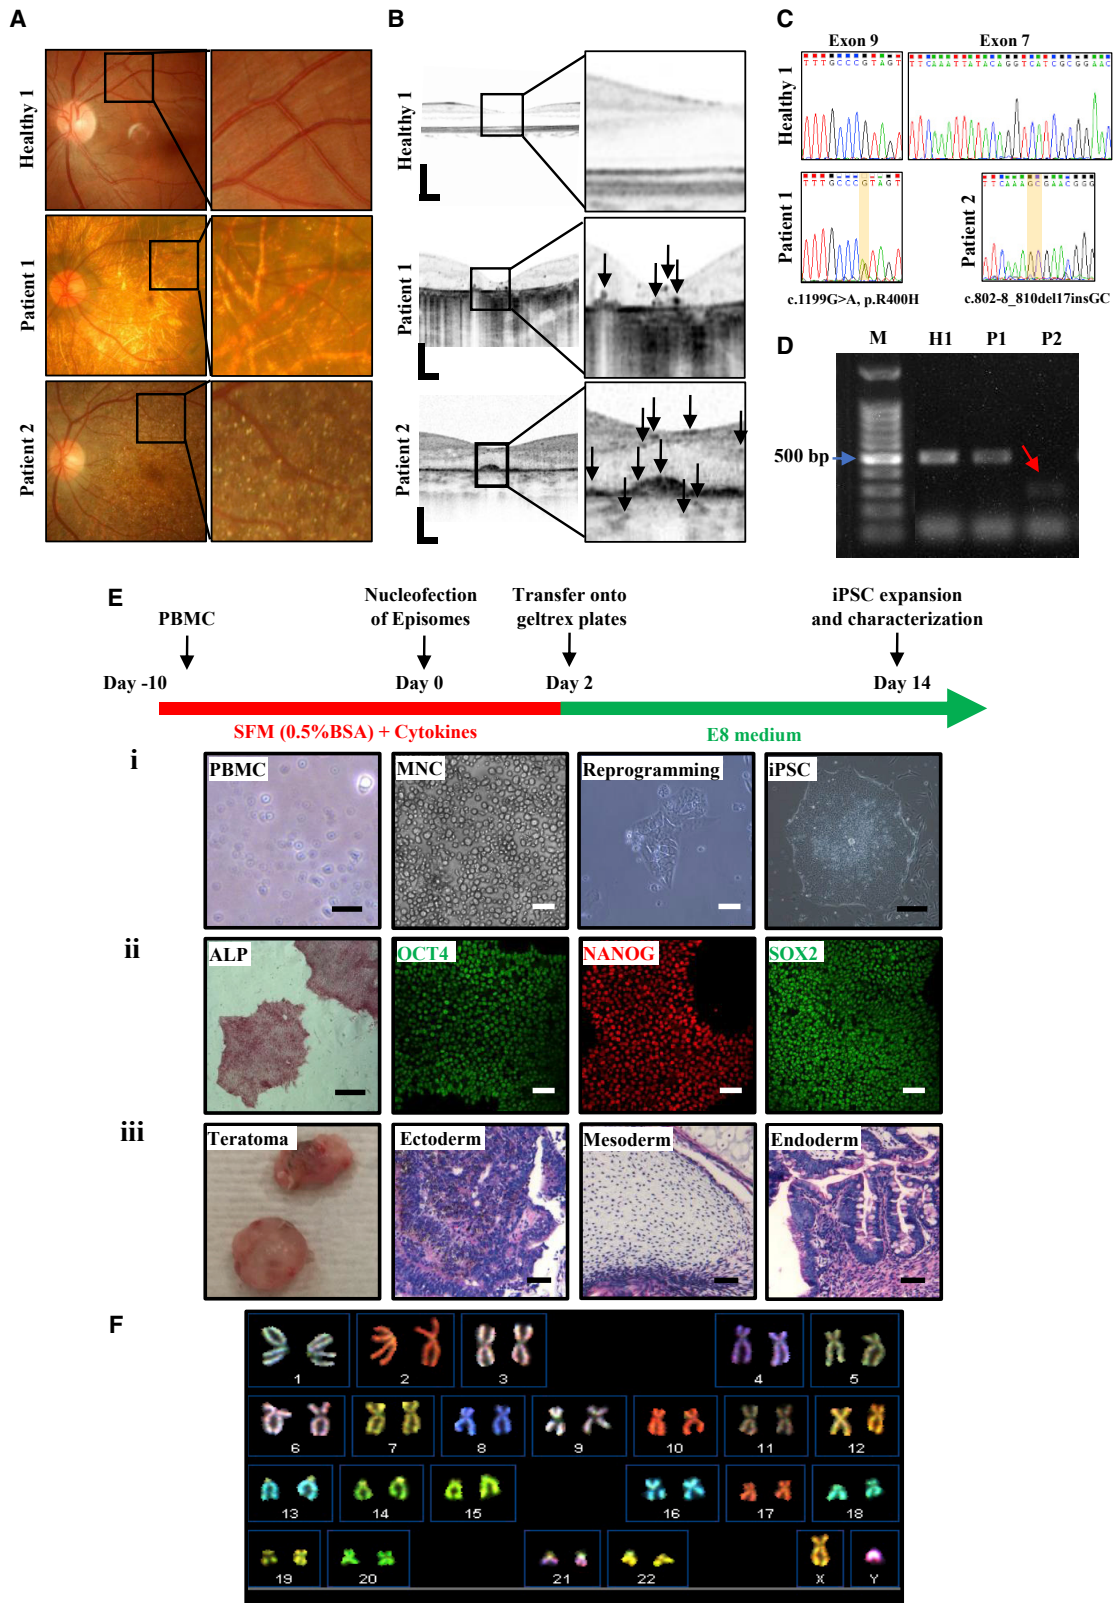 A
Healthy 1
Patient 1
Patient 2
B
Healthy 1
Patient 1
Patient 2
C
Exon 9
Exon 7
Healthy 1
TTTGCCCGTAGT
TTCAAATTATACAGGTCATCGCGGAAC
Patient 1
TTTGCCCGTAGT
Patient 2
TTCAAAGCGAACGGG
c.1199G>A, p.R400H
c.802-8_810del17insGC
D
M H1 P1 P2
500 bp
E
PBMC
Nucleofection
of Episomes
Transfer onto
geltrex plates
iPSC expansion
and characterization
Day -10
Day 0
Day 2
Day 14
SFM (0.5%BSA) + Cytokines
E8 medium
i
PBMC
MNC
Reprogramming
iPSC
ii
ALP
OCT4
NANOG
SOX2
iii
Teratoma
Ectoderm
Mesoderm
Endoderm
F
1 2 3 4 5
6 7 8 9 10 11 12
13 14 15 16 17 18
19 20 21 22 X Y